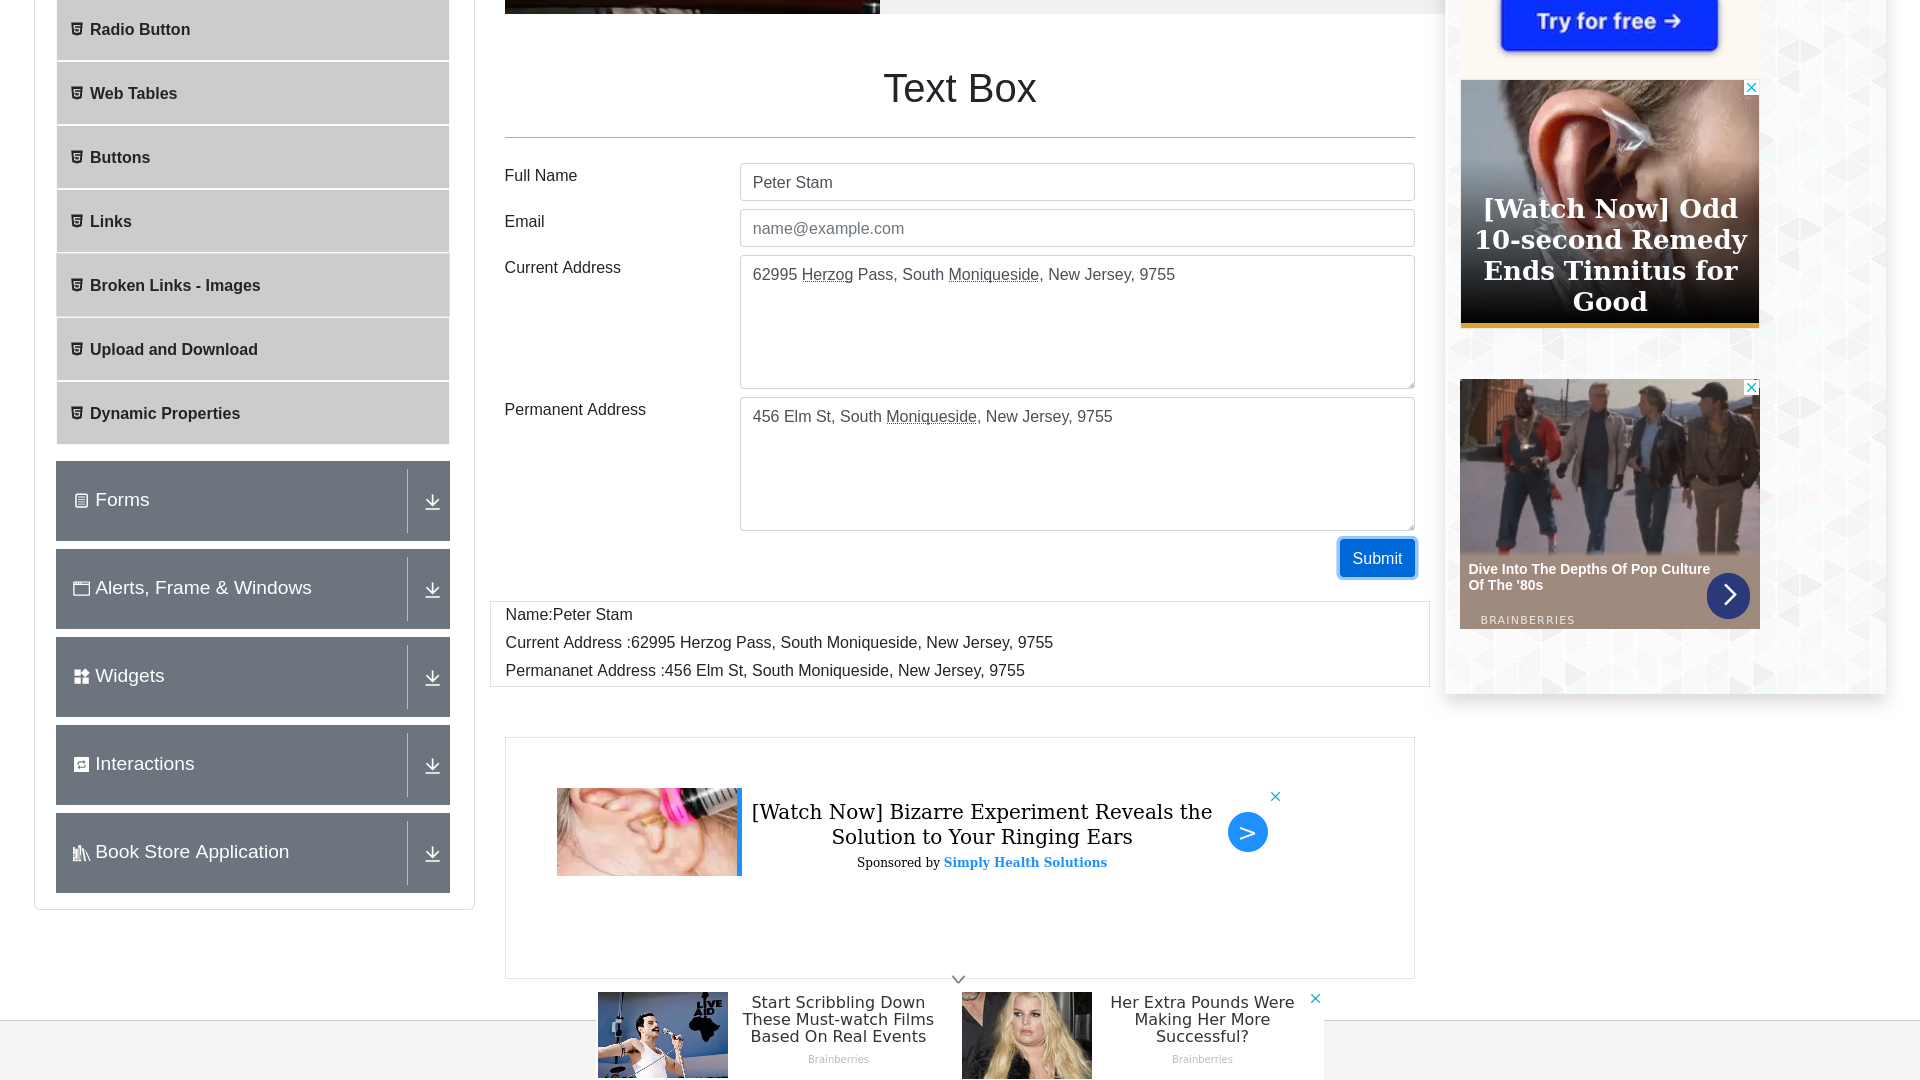 Radio Button
Web Tables
Buttons
Links
Broken Links - Images
Upload and Download
Dynamic Properties
Forms
Alerts, Frame & Windows
Widgets
Interactions
Book Store Application
Text Box
Full Name
Peter Stam
Email
name@example.com
Current Address
62995 Herzog Pass, South Moniqueside, New Jersey, 9755
Permanent Address
456 Elm St, South Moniqueside, New Jersey, 9755
Submit
Name:Peter Stam
Current Address :62995 Herzog Pass, South Moniqueside, New Jersey, 9755
Permananet Address :456 Elm St, South Moniqueside, New Jersey, 9755
[Watch Now] Bizarre Experiment Reveals the
Solution to Your Ringing Ears
Sponsored by Simply Health Solutions
LIVE
AID
Start Scribbling Down
These Must-watch Films
Based On Real Events
Brainberries
Her Extra Pounds Were
Making Her More
Successful?
Brainberries
Try for free →
[Watch Now] Odd
10-second Remedy
Ends Tinnitus for
Good
Dive Into The Depths Of Pop Culture
Of The '80s
BRAINBERRIES